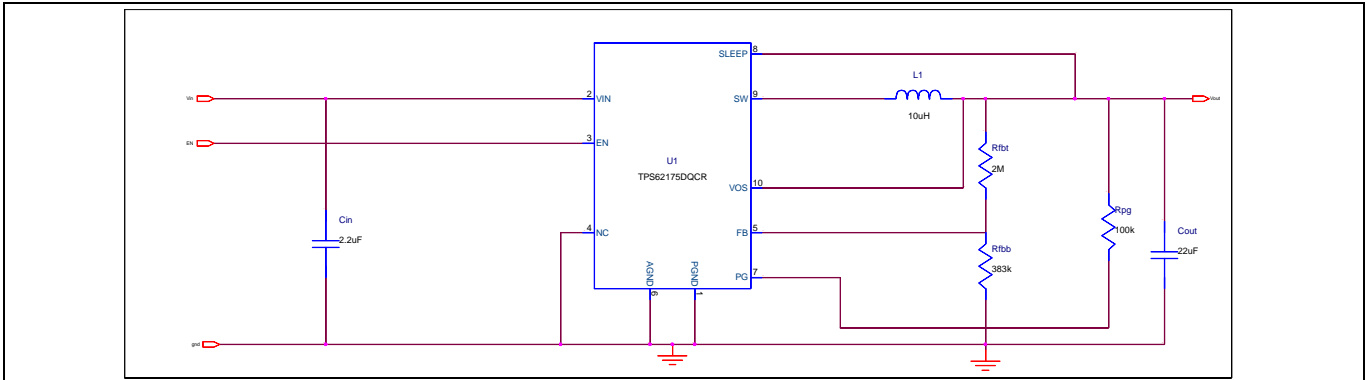 SLEEP 8
L1
Vin
2 VIN
SW 9
Vout
10uH
EN
3 EN
Rfbt
U1
2M
TPS62175DQCR
VOS 10
Rpg
Cin
4 NC
FB 5
100k
Cout
2.2uF
Rfbb
22uF
383k
AGND
PGND
PG 7
6
1
gnd